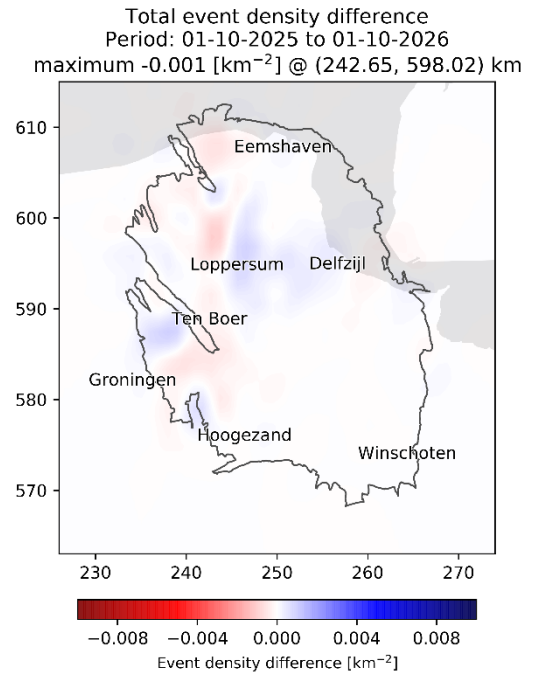 Total event density difference
Period: 01-10-2025 to 01-10-2026
maximum -0.001 [km⁻²] @ (242.65, 598.02) km
610
Eemshaven
600
Loppersum
Delfzijl
590
Ten Boer
Groningen
580
Hoogezand
Winschoten
570
230 240 250 260 270
−0.008 −0.004 0.000 0.004 0.008
Event density difference [km⁻²]